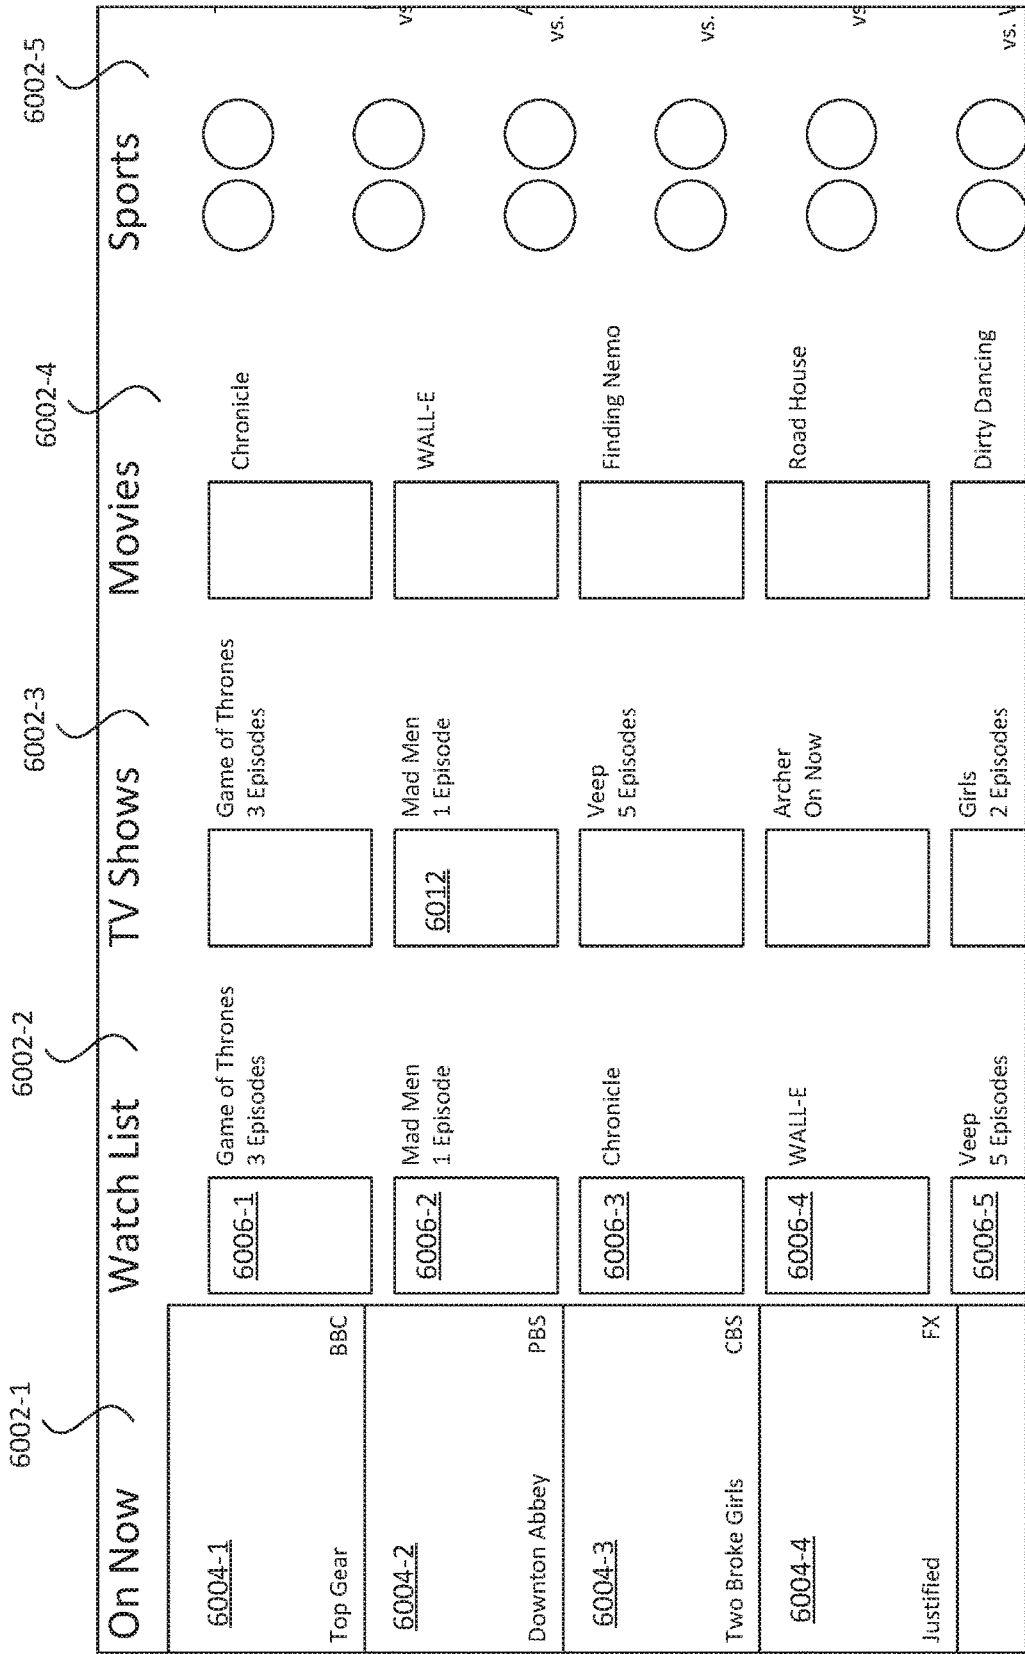 6002-1
6002-2
6002-3
6002-4
6002-5
On Now
Watch List
TV Shows
Movies
Sports
6004-1
Top Gear
BBC
6004-2
Downton Abbey
PBS
6004-3
Two Broke Girls
CBS
6004-4
Justified
FX
6006-1
Game of Thrones
3 Episodes
6006-2
Mad Men
1 Episode
6006-3
Chronicle
6006-4
WALL-E
6006-5
Veep
5 Episodes
Game of Thrones
3 Episodes
6012
Mad Men
1 Episode
Veep
5 Episodes
Archer
On Now
Girls
2 Episodes
Chronicle
WALL-E
Finding Nemo
Road House
Dirty Dancing
vs
vs.
vs.
vs
vs.